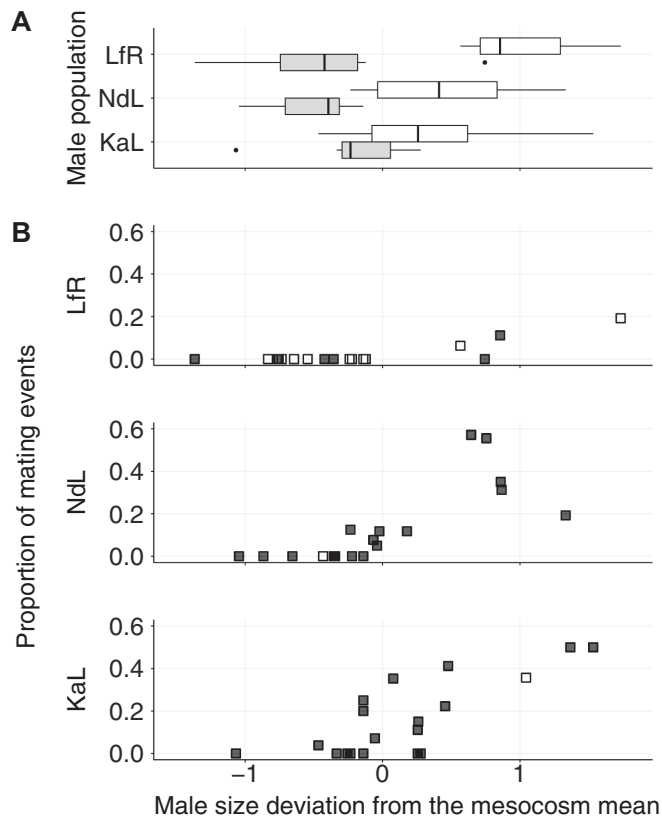 A
Male population
LfR
NdL
KaL
B
Proportion of mating events
LfR
0.6
0.4
0.2
0.0
NdL
0.6
0.4
0.2
0.0
KaL
0.6
0.4
0.2
0.0
−1 0 1
Male size deviation from the mesocosm mean